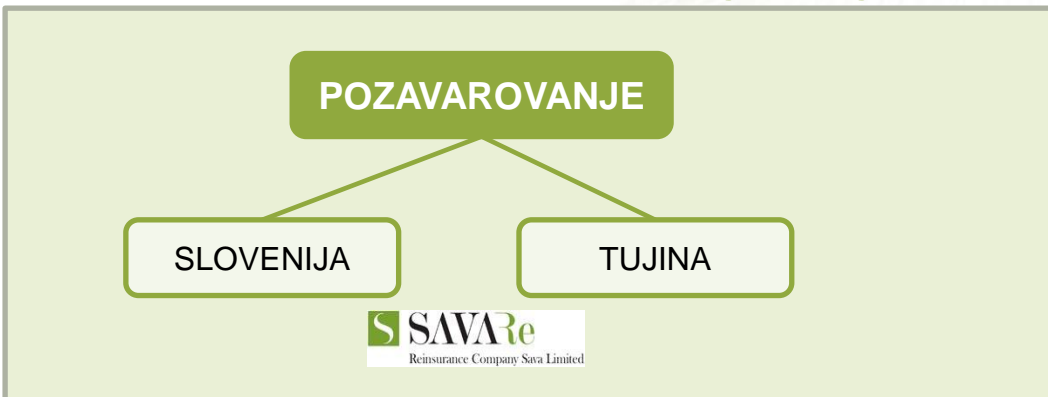 POZAVAROVANJE
SLOVENIJA
TUJINA
S SAVARe
Reinsurance Company Sava Limited